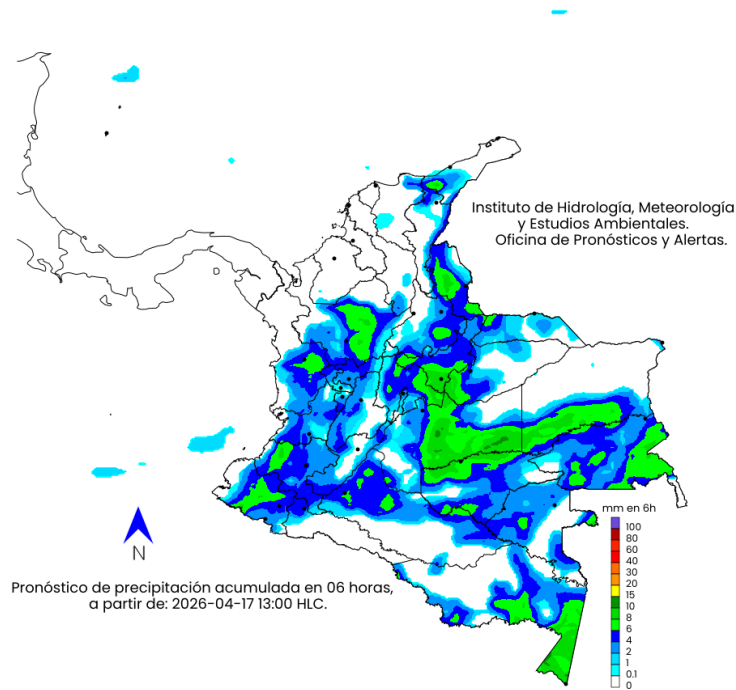 Instituto de Hidrología, Meteorología
y Estudios Ambientales.
Oficina de Pronósticos y Alertas.
mm en 6h
100
80
60
40
30
20
15
10
8
6
4
2
1
0.1
0
N
Pronóstico de precipitación acumulada en 06 horas,
a partir de: 2026-04-17 13:00 HLC.